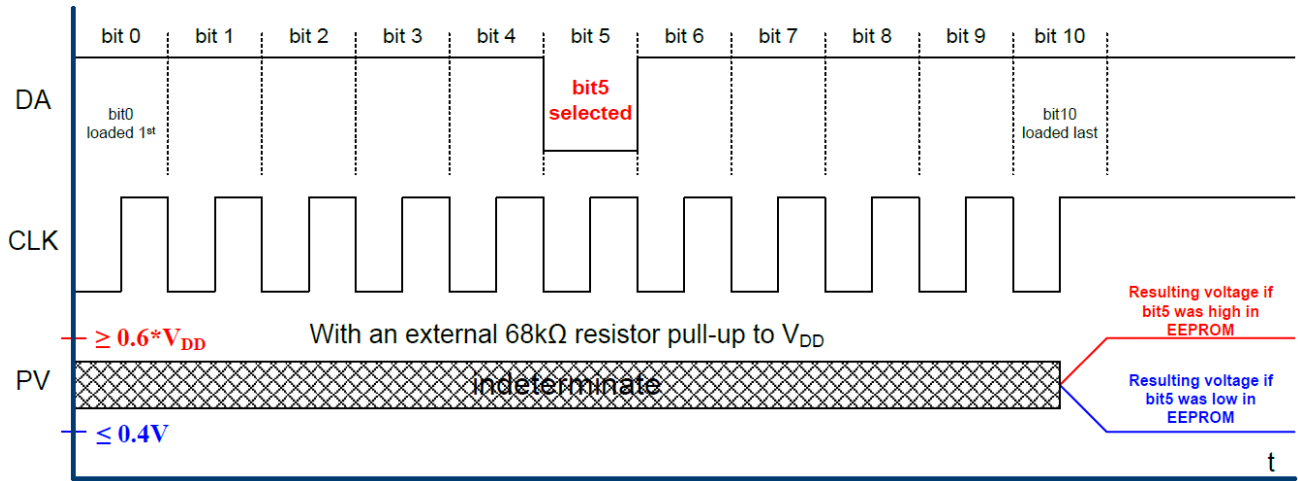 bit 0 bit 1 bit 2 bit 3 bit 4 bit 5 bit 6 bit 7 bit 8 bit 9 bit 10
DA
bit0
loaded 1st
bit5
selected
bit10
loaded last
CLK
≥ 0.6*VDD
With an external 68kΩ resistor pull-up to VDD
Resulting voltage if
bit5 was high in
EEPROM
PV
indeterminate
Resulting voltage if
bit5 was low in
EEPROM
≤ 0.4V
t